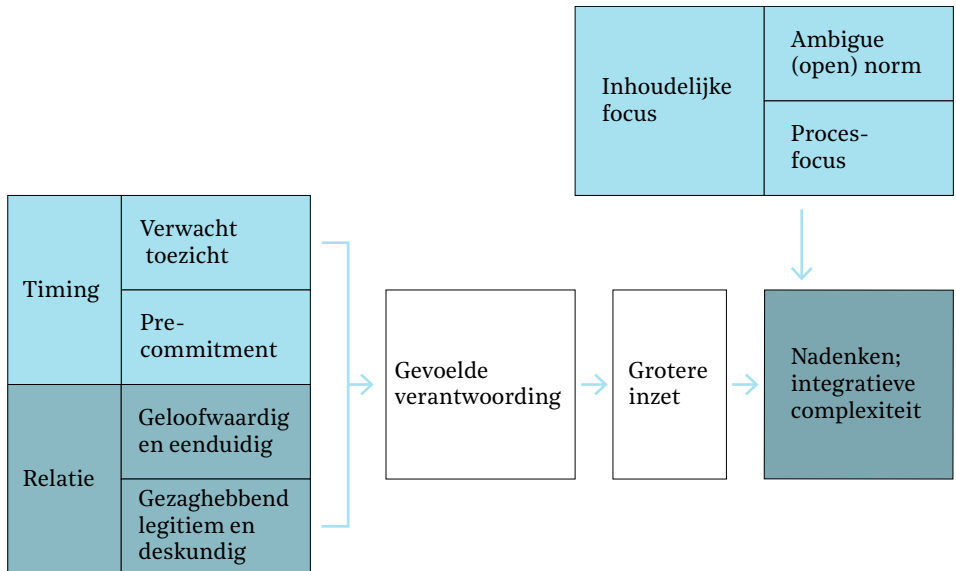 Ambigue
(open) norm
Inhoudelijke
focus
Proces-
focus
Verwacht
toezicht
Timing
Pre-
commitment
Gevoelde
verantwoording
Grotere
inzet
Nadenken;
integratieve
complexiteit
Geloofwaardig
en eenduidig
Relatie
Gezaghebbend
legitiem en
deskundig